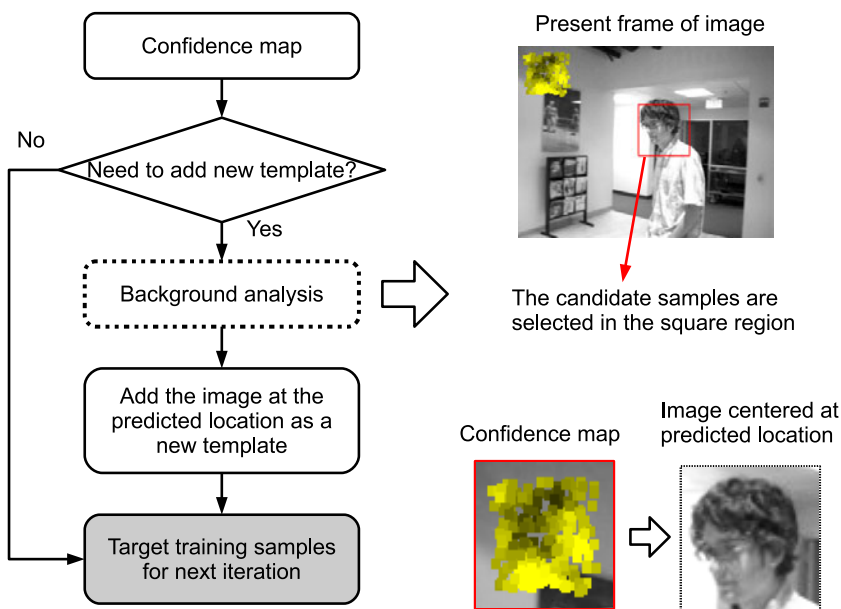 Confidence map
No
Need to add new template?
Yes
Background analysis
Add the image at the
predicted location as a
new template
Target training samples
for next iteration
Present frame of image
The candidate samples are
selected in the square region
Confidence map
Image centered at
predicted location